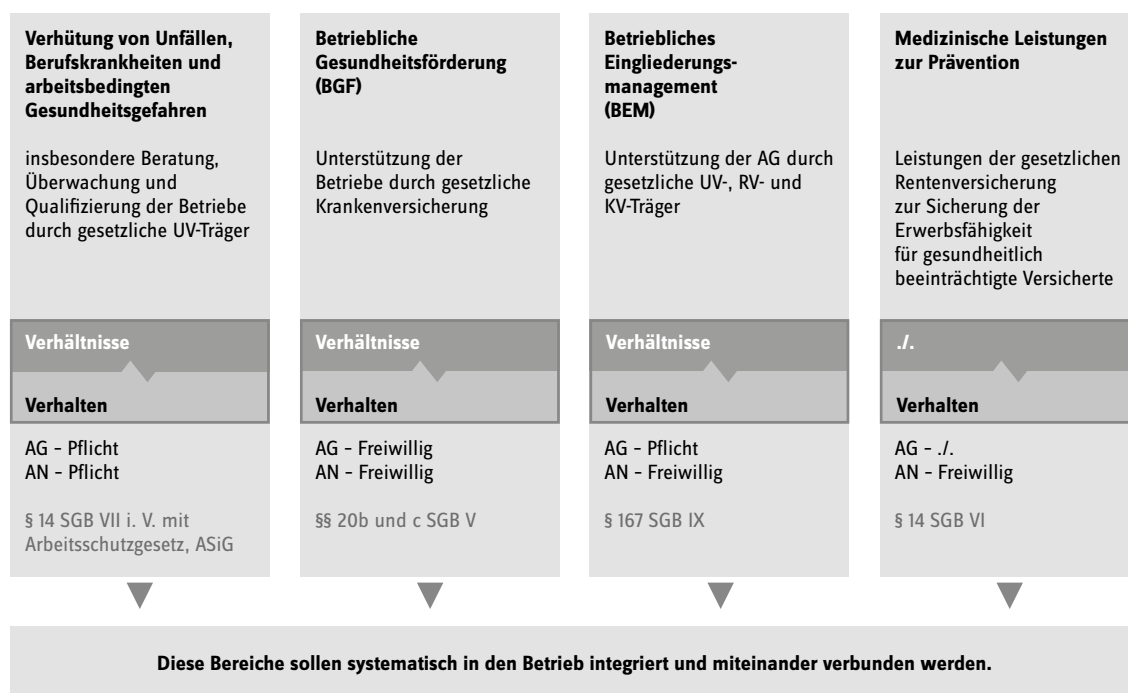 Verhütung von Unfällen,
Berufskrankheiten und
arbeitsbedingten
Gesundheitsgefahren
insbesondere Beratung,
Überwachung und
Qualifizierung der Betriebe
durch gesetzliche UV-Träger
Verhältnisse
Verhalten
AG – Pflicht
AN – Pflicht
§ 14 SGB VII i. V. mit
Arbeitsschutzgesetz, ASiG
Betriebliche
Gesundheitsförderung
(BGF)
Unterstützung der
Betriebe durch gesetzliche
Krankenversicherung
Verhältnisse
Verhalten
AG – Freiwillig
AN – Freiwillig
§§ 20b und c SGB V
Betriebliches
Eingliederungs-
management
(BEM)
Unterstützung der AG durch
gesetzliche UV-, RV- und
KV-Träger
Verhältnisse
Verhalten
AG – Pflicht
AN – Freiwillig
§ 167 SGB IX
Medizinische Leistungen
zur Prävention
Leistungen der gesetzlichen
Rentenversicherung
zur Sicherung der
Erwerbsfähigkeit
für gesundheitlich
beeinträchtigte Versicherte
./.
Verhalten
AG – ./.
AN – Freiwillig
§ 14 SGB VI
Diese Bereiche sollen systematisch in den Betrieb integriert und miteinander verbunden werden.